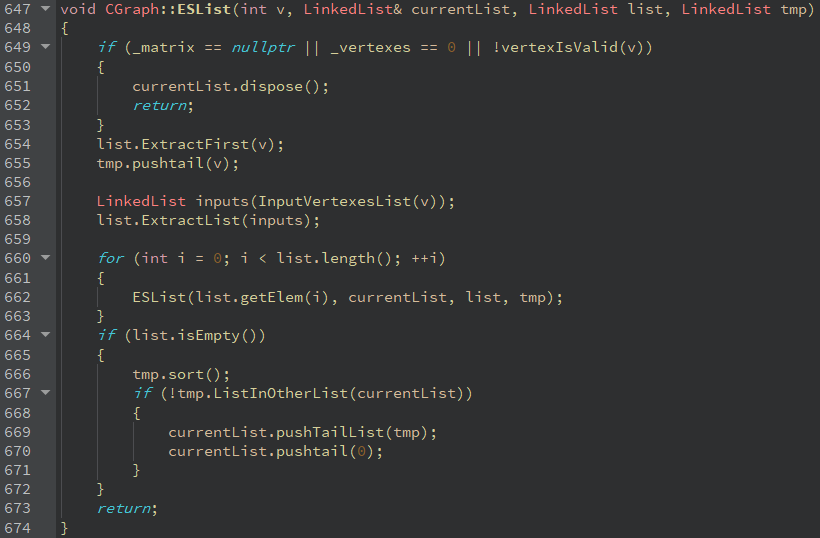 647 void CGraph::ESList(int v, LinkedList& currentList, LinkedList list, LinkedList tmp)
648 {
649     if (_matrix == nullptr || _vertexes == 0 || !vertexIsValid(v))
650     {
651         currentList.dispose();
652         return;
653     }
654     list.ExtractFirst(v);
655     tmp.pushtail(v);
656
657     LinkedList inputs(InputVertexesList(v));
658     list.ExtractList(inputs);
659
660     for (int i = 0; i < list.length(); ++i)
661     {
662         ESList(list.getElem(i), currentList, list, tmp);
663     }
664     if (list.isEmpty())
665     {
666         tmp.sort();
667         if (!tmp.ListInOtherList(currentList))
668         {
669             currentList.pushTailList(tmp);
670             currentList.pushtail(0);
671         }
672     }
673     return;
674 }